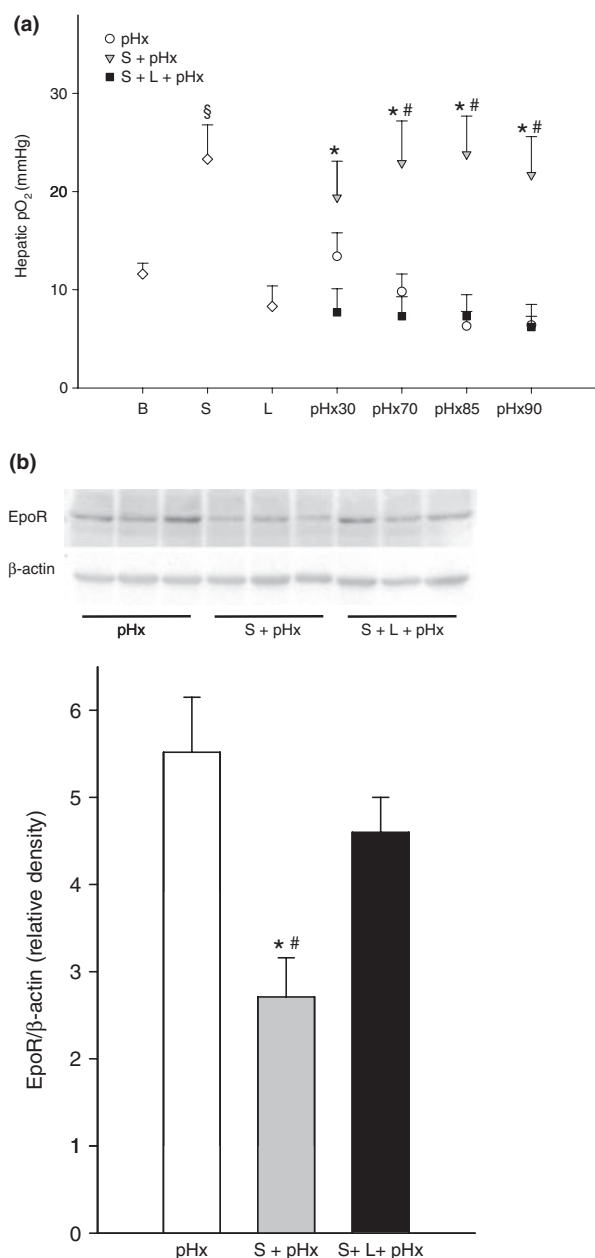 (a)
pHx
S + pHx
S + L + pHx
Hepatic pO₂ (mmHg)
30
20
10
0
§
*
* #
* #
* #
B S L pHx30 pHx70 pHx85 pHx90
(b)
EpoR
β-actin
pHx S + pHx S + L + pHx
EpoR/β-actin (relative density)
6
5
4
3
2
1
0
* #
pHx S + pHx S+ L+ pHx